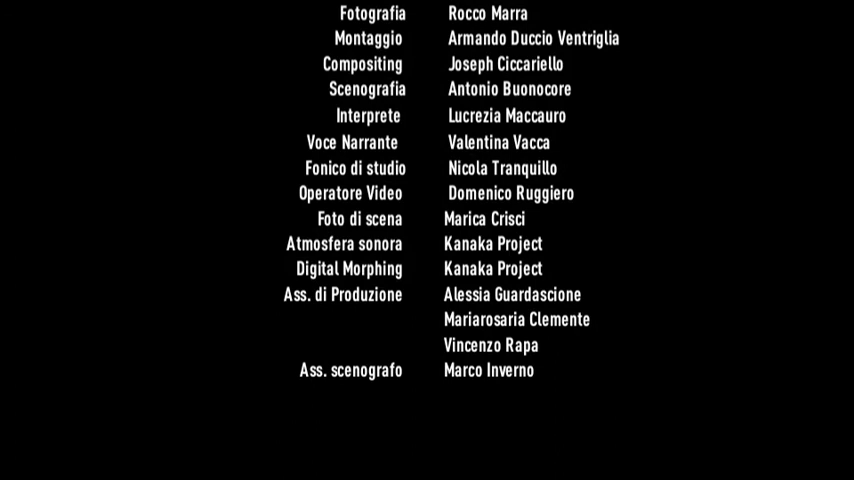 Fotografia Rocco Marra
Montaggio Armando Duccio Ventriglia
Compositing Joseph Ciccariello
Scenografia Antonio Buonocore
Interprete Lucrezia Maccauro
Voce Narrante Valentina Vacca
Fonico di studio Nicola Tranquillo
Operatore Video Domenico Ruggiero
Foto di scena Marica Crisci
Atmosfera sonora Kanaka Project
Digital Morphing Kanaka Project
Ass. di Produzione Alessia Guardascione
Mariarosaria Clemente
Vincenzo Rapa
Ass. scenografo Marco Inverno